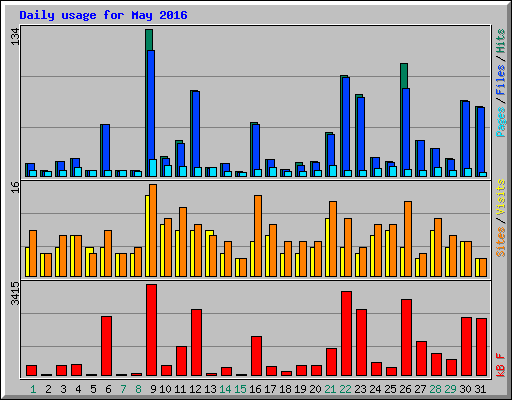 Daily usage for May 2016
134
Pages / Files / Hits
16
Sites / Visits
3415
kB F
1 2 3 4 5 6 7 8 9 10 11 12 13 14 15 16 17 18 19 20 21 22 23 24 25 26 27 28 29 30 31